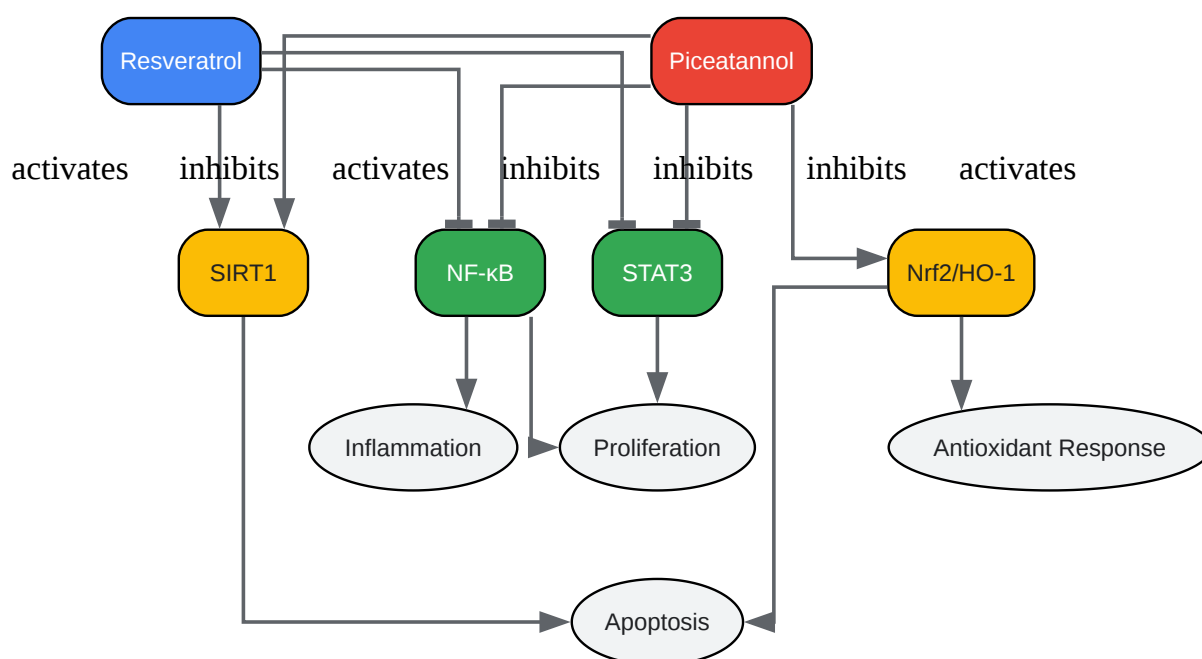 Resveratrol
Piceatannol
activates
inhibits
activates
inhibits
inhibits
inhibits
activates
SIRT1
NF-κB
STAT3
Nrf2/HO-1
Inflammation
Proliferation
Antioxidant Response
Apoptosis